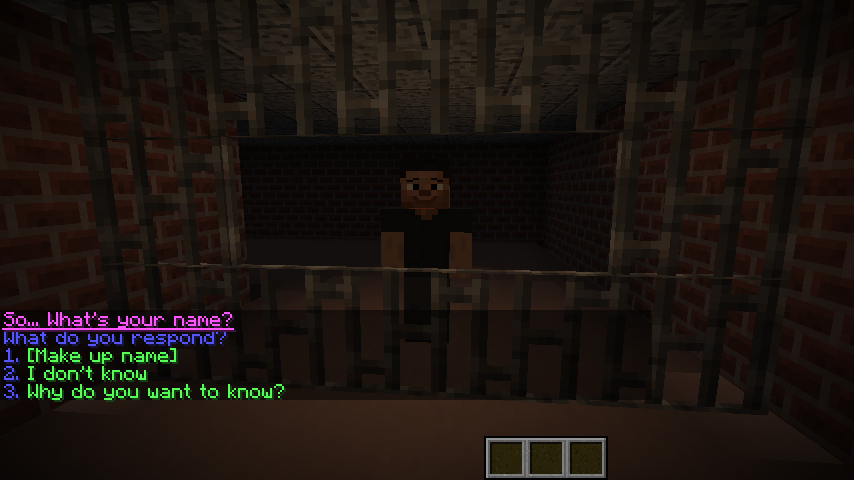 So... What's your name?
What do you respond?
1. [Make up name]
2. I don't know
3. Why do you want to know?